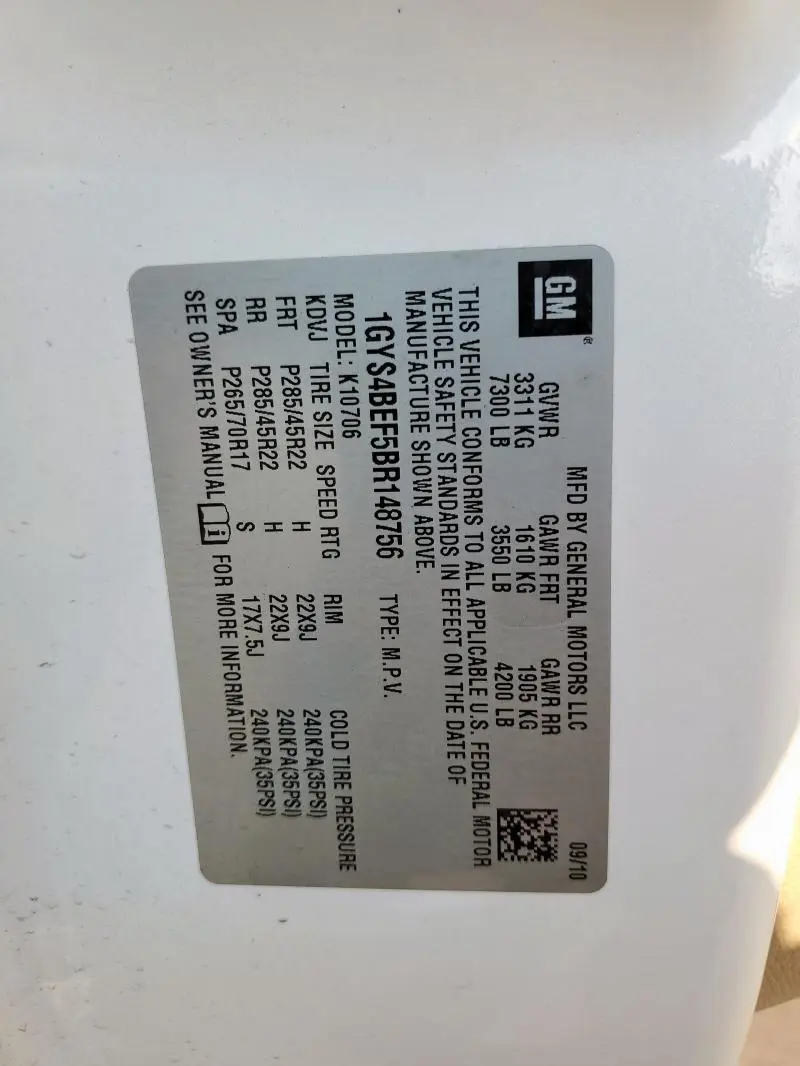 GM®
MFD BY GENERAL MOTORS LLC 09/10
GVWR GAWR FRT GAWR RR
3311 KG 1610 KG 1905 KG
7300 LB 3550 LB 4200 LB
THIS VEHICLE CONFORMS TO ALL APPLICABLE U.S. FEDERAL MOTOR
VEHICLE SAFETY STANDARDS IN EFFECT ON THE DATE OF
MANUFACTURE SHOWN ABOVE.
1GYS4BEF5BR148756 TYPE: M.P.V.
MODEL: K10706
KDVJ TIRE SIZE SPEED RTG RIM COLD TIRE PRESSURE
FRT P285/45R22 H 22X9J 240KPA(35PSI)
RR P285/45R22 H 22X9J 240KPA(35PSI)
SPA P265/70R17 S 17X7.5J 240KPA(35PSI)
SEE OWNER'S MANUAL i FOR MORE INFORMATION.